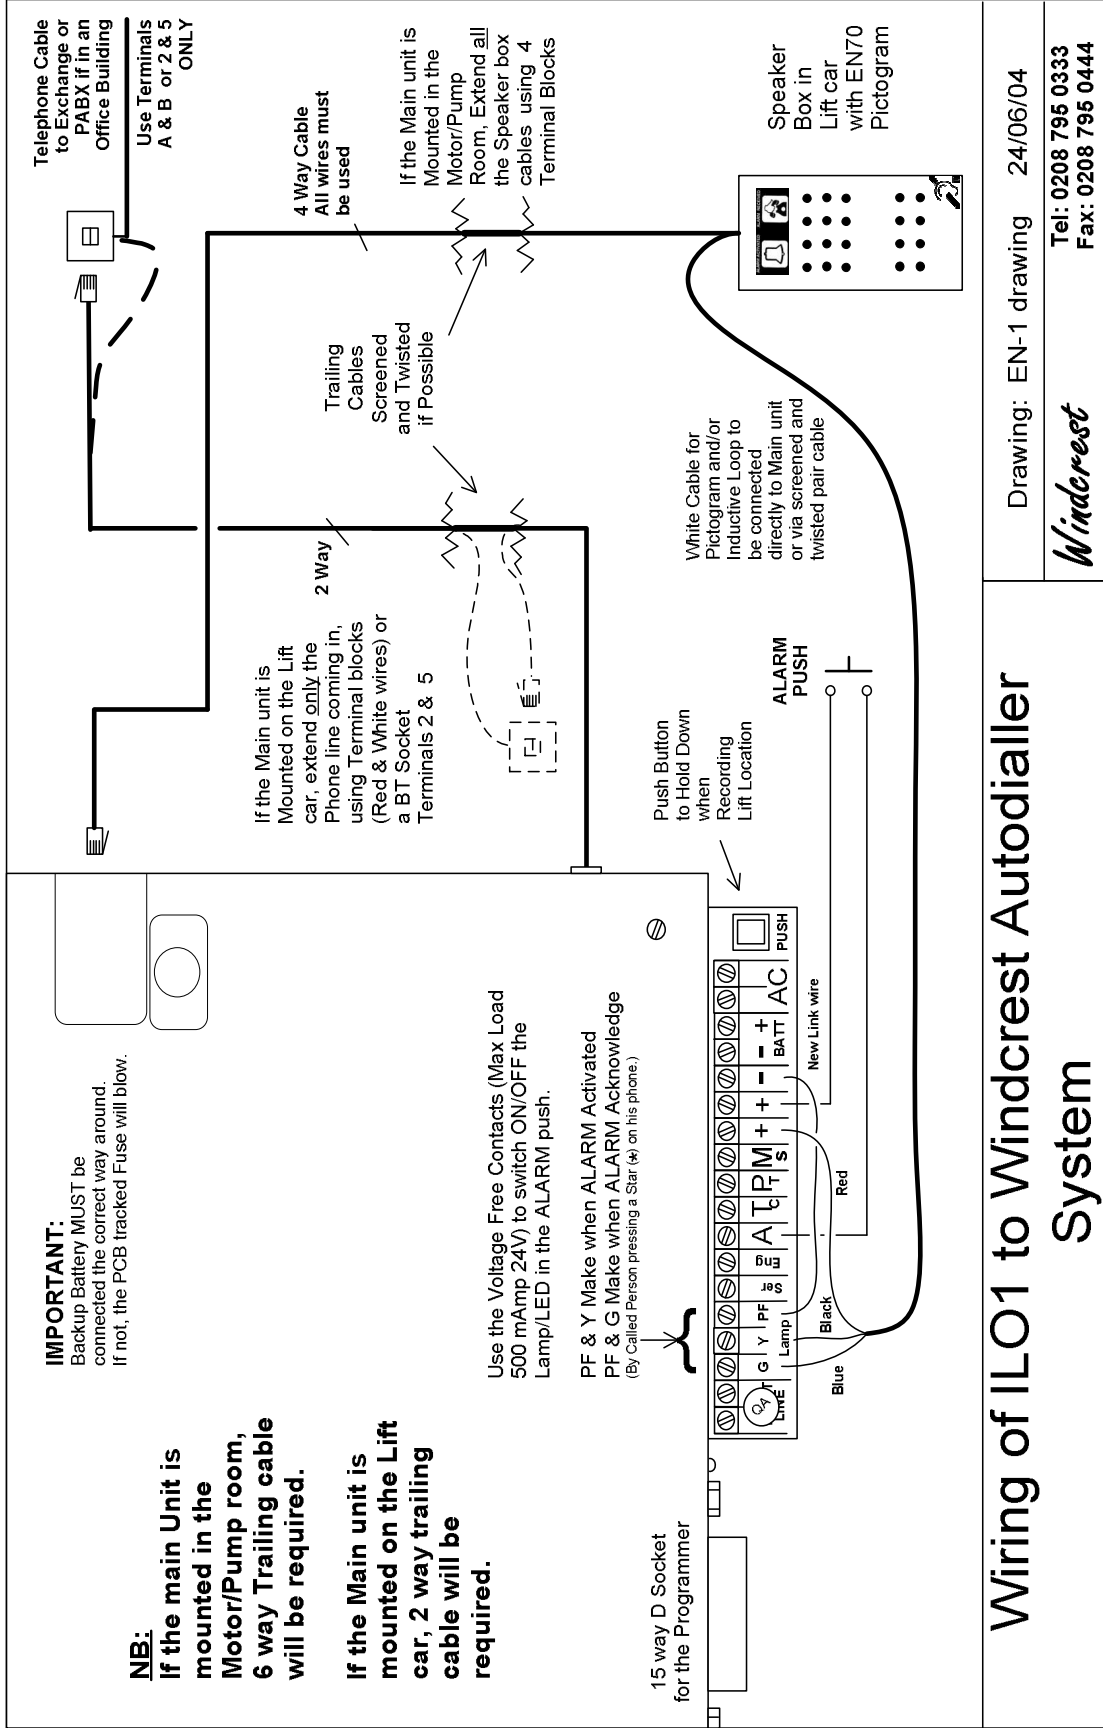 NB:
If the main Unit is
mounted in the
Motor/Pump room,
6 way Trailing cable
will be required.
If the Main unit is
mounted on the Lift
car, 2 way trailing
cable will be
required.
IMPORTANT:
Backup Battery MUST be
connected the correct way around.
If not, the PCB tracked Fuse will blow.
Telephone Cable
to Exchange or
PABX if in an
Office Building
Use Terminals
A & B or 2 & 5
ONLY
4 Way Cable
All wires must
be used
If the Main unit is
Mounted in the
Motor/Pump
Room, Extend all
the Speaker box
cables using 4
Terminal Blocks
Trailing
Cables
Screened
and Twisted
if Possible
2 Way
If the Main unit is
Mounted on the Lift
car, extend only the
Phone line coming in,
using Terminal blocks
(Red & White wires) or
a BT Socket
Terminals 2 & 5
Speaker
Box in
Lift car
with EN70
Pictogram
White Cable for
Pictogram and/or
Inductive Loop to
be connected
directly to Main unit
or via screened and
twisted pair cable
Use the Voltage Free Contacts (Max Load
500 mAmp 24V) to switch ON/OFF the
Lamp/LED in the ALARM push.
PF & Y Make when ALARM Activated
PF & G Make when ALARM Acknowledge
(By Called Person pressing a Star (*) on his phone.)
Push Button
to Hold Down
when
Recording
Lift Location
ALARM
PUSH
15 way D Socket
for the Programmer
QA
LINE T
G Y PF
Lamp
Ser
Eng
A T P M + + - - + AC
C T S
BATT
PUSH
New Link wire
Red
Black
Blue
Wiring of ILO1 to Windcrest Autodialler
System
Drawing: EN-1 drawing 24/06/04
Windcrest
Tel: 0208 795 0333
Fax: 0208 795 0444